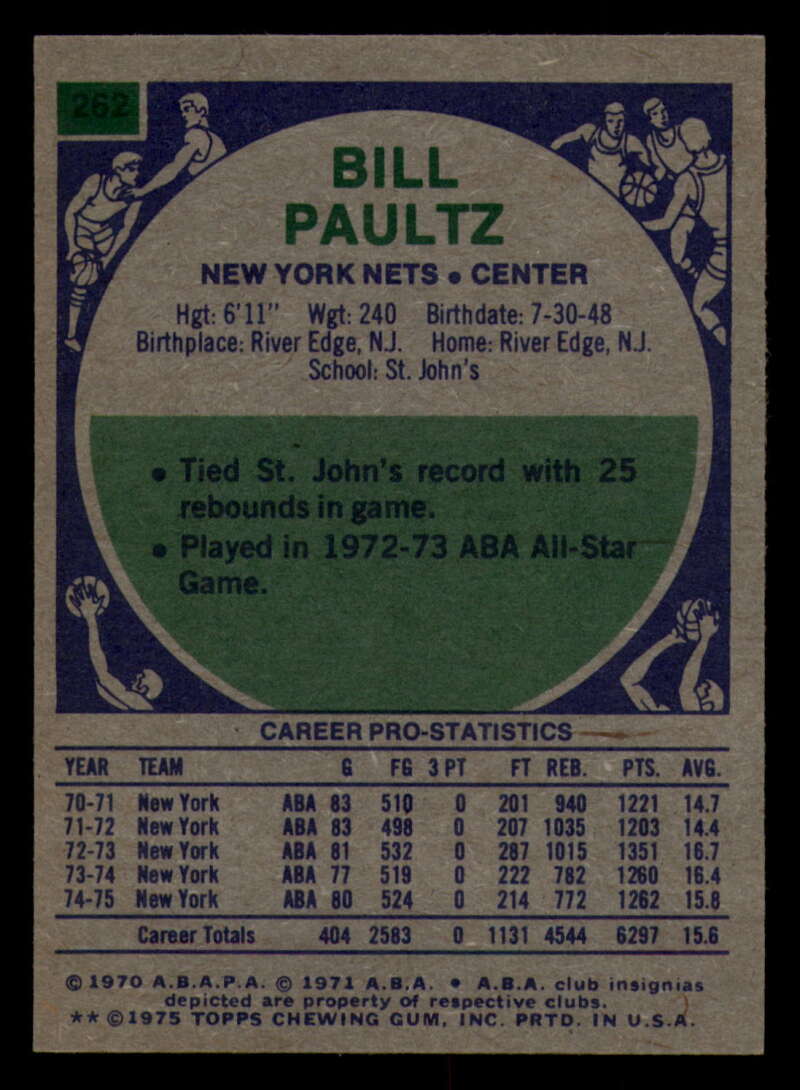 262
BILL
PAULTZ
NEW YORK NETS • CENTER
Hgt: 6'11" Wgt: 240 Birthdate: 7-30-48
Birthplace: River Edge, N.J. Home: River Edge, N.J.
School: St. John's
• Tied St. John's record with 25
rebounds in game.
• Played in 1972-73 ABA All-Star
Game.
CAREER PRO-STATISTICS
YEAR TEAM G FG 3 PT FT REB. PTS. AVG.
70-71 New York ABA 83 510 0 201 940 1221 14.7
71-72 New York ABA 83 498 0 207 1035 1203 14.4
72-73 New York ABA 81 532 0 287 1015 1351 16.7
73-74 New York ABA 77 519 0 222 782 1260 16.4
74-75 New York ABA 80 524 0 214 772 1262 15.8
Career Totals 404 2583 0 1131 4544 6297 15.6
© 1970 A.B.A.P.A. © 1971 A.B.A. • A.B.A. club insignias
depicted are property of respective clubs.
** © 1975 TOPPS CHEWING GUM, INC. PRTD. IN U.S.A.